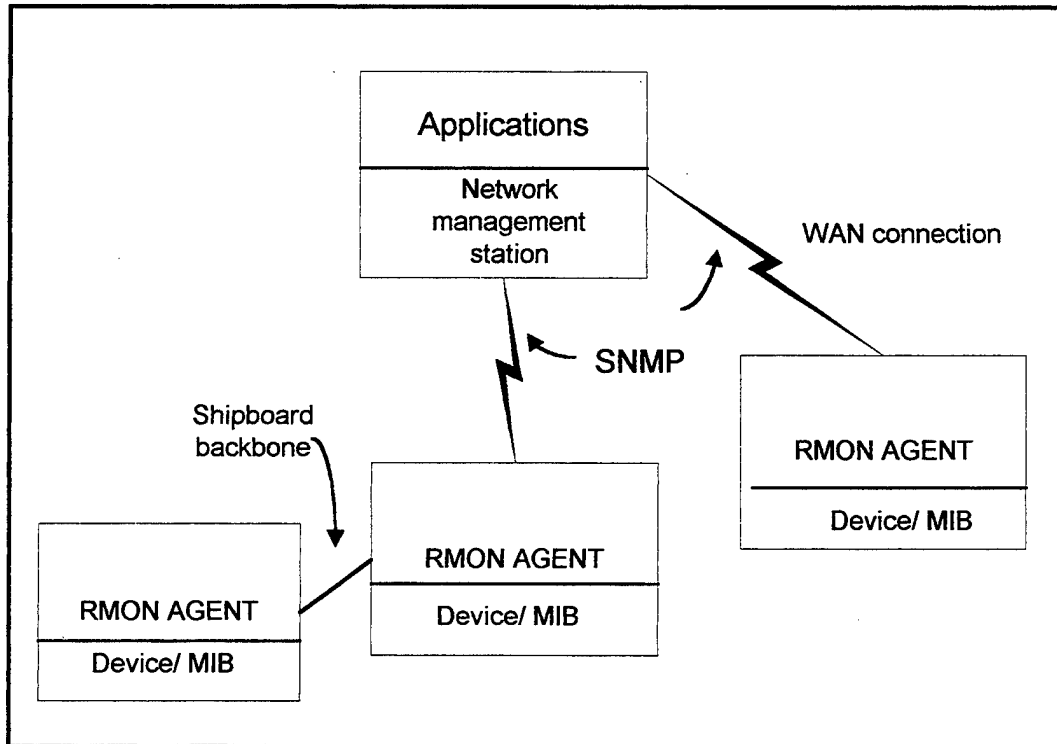 Applications
Network
management
station
WAN connection
SNMP
Shipboard
backbone
RMON AGENT
Device/ MIB
RMON AGENT
Device/ MIB
RMON AGENT
Device/ MIB